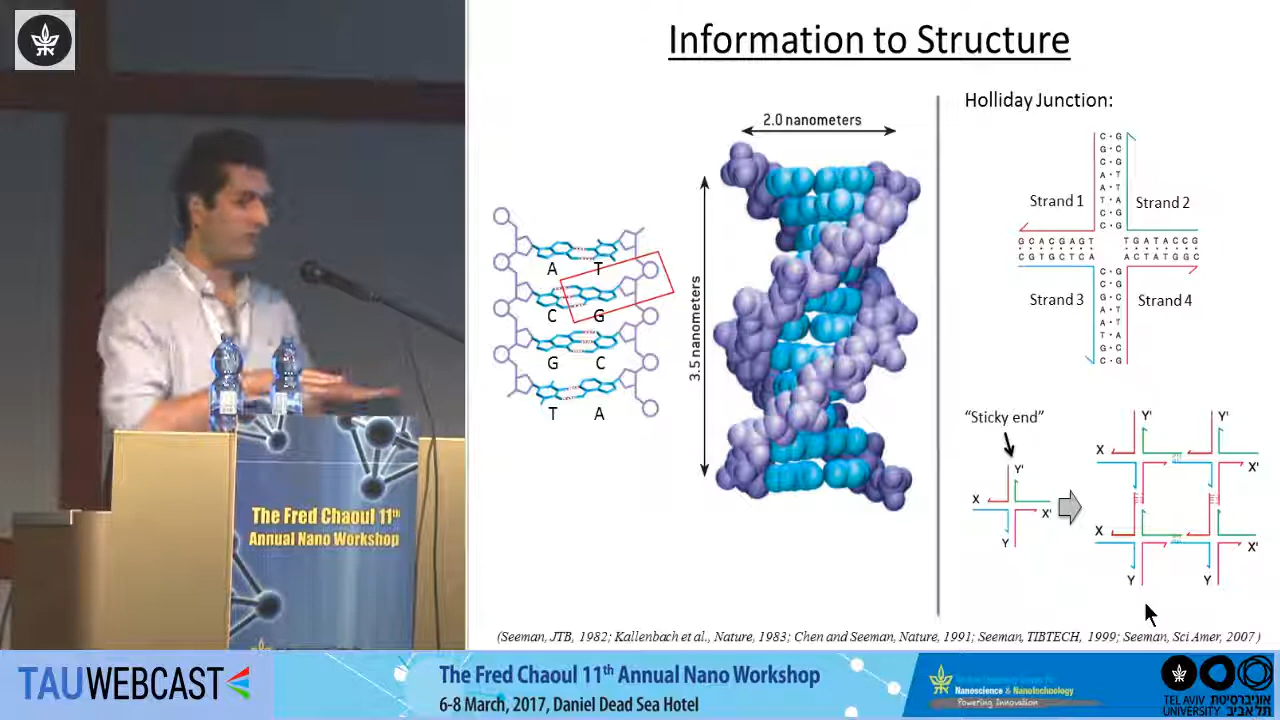 Information to Structure
Holliday Junction:
2.0 nanometers
3.5 nanometers
A T
C G
G C
T A
C · G
G · C
C · G
A · T
A · T
T · A
C · G
C · G
Strand 1
Strand 2
G C A C G A G T
C G T G C T C A
T G A T A C C G
A C T A T G G C
Strand 3
Strand 4
C · G
C · G
G · C
A · T
A · T
T · A
G · C
C · G
"Sticky end"
Y'
X
X'
Y
Y' Y'
X
X'
X
X'
Y Y
(Seeman, JTB, 1982; Kallenbach et al., Nature, 1983; Chen and Seeman, Nature, 1991; Seeman, TIBTECH, 1999; Seeman, Sci Amer, 2007)
The Fred Chaoul 11th
Annual Nano Workshop
TAUWEBCAST
The Fred Chaoul 11th Annual Nano Workshop
6-8 March, 2017, Daniel Dead Sea Hotel
Nanoscience & Nanotechnology
Powering Innovation
TEL AVIV אוניברסיטת
UNIVERSITY תל אביב